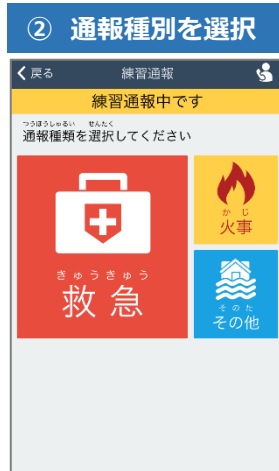 ② 通報種別を選択
戻る 練習通報
練習通報中です
つうほうしゅるい せんたく
通報種類を選択してください
きゅうきゅう
救急
かじ
火事
そのた
その他